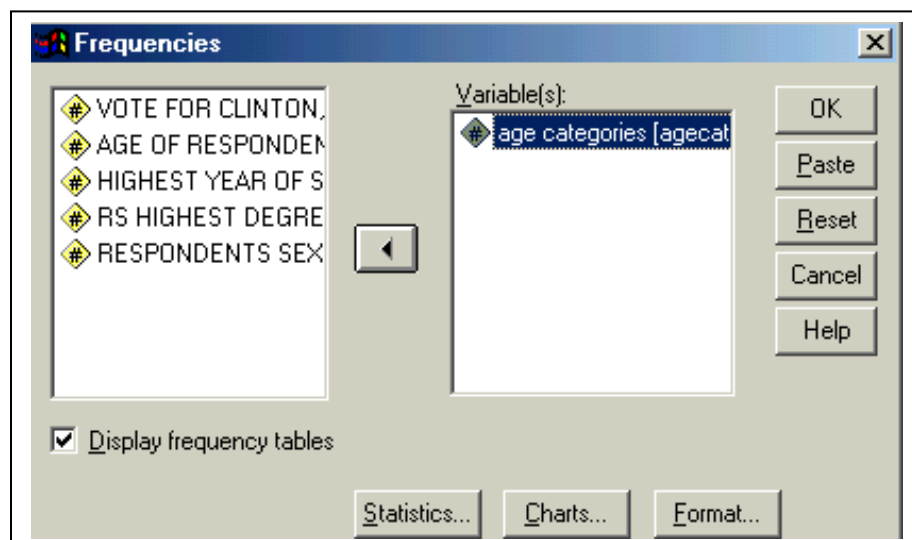 Frequencies
VOTE FOR CLINTON,
AGE OF RESPONDEN
HIGHEST YEAR OF S
RS HIGHEST DEGRE
RESPONDENTS SEX
Variable(s):
age categories [agecat
OK
Paste
Reset
Cancel
Help
Display frequency tables
Statistics...
Charts...
Format...